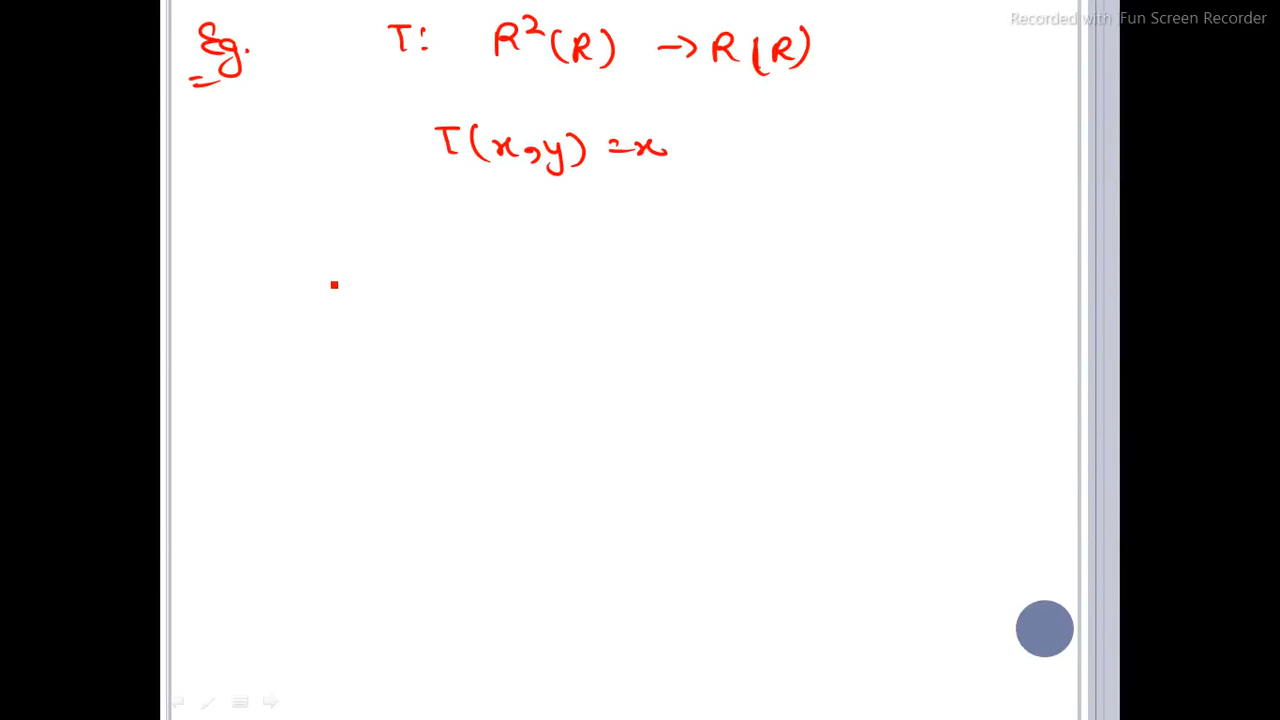 Recorded with Fun Screen Recorder
Eg. T: R²(R) → R(R)
T(x,y) = x